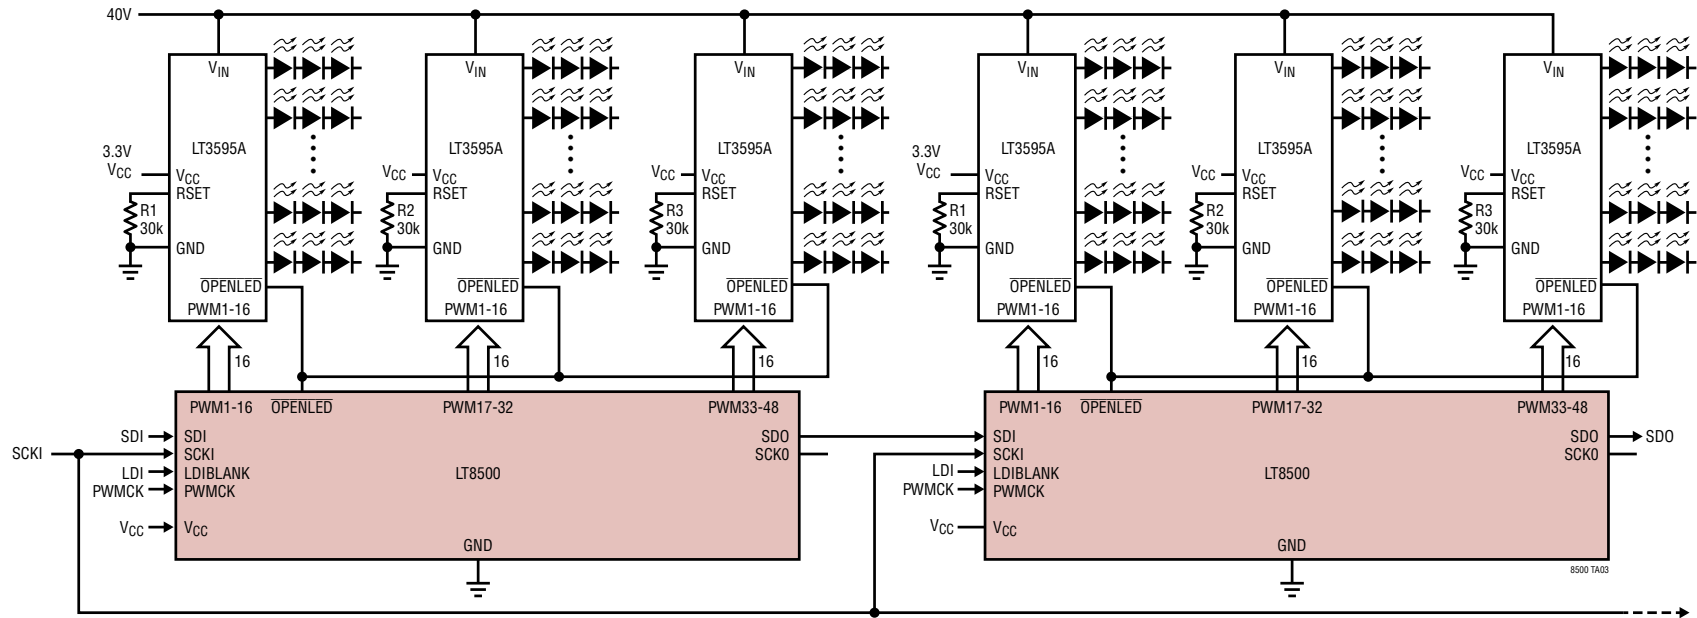 40V
VIN VIN VIN VIN VIN VIN
LT3595A LT3595A LT3595A LT3595A LT3595A LT3595A
3.3V 3.3V
VCC VCC VCC VCC VCC VCC VCC VCC VCC VCC VCC VCC
RSET RSET RSET RSET RSET RSET
R1 R2 R3 R1 R2 R3
30k 30k 30k 30k 30k 30k
GND GND GND GND GND GND
OPENLED OPENLED OPENLED OPENLED OPENLED OPENLED
PWM1-16 PWM1-16 PWM1-16 PWM1-16 PWM1-16 PWM1-16
16 16 16 16 16 16
PWM1-16 OPENLED PWM17-32 PWM33-48 PWM1-16 OPENLED PWM17-32 PWM33-48
SDI SDI SDO SDI SDO SDO
SCKI SCKI SCK0 SCKI SCK0
LDI LDIBLANK LT8500 LDI LDIBLANK LT8500
PWMCK PWMCK PWMCK PWMCK
VCC VCC VCC VCC
GND GND
8500 TA03